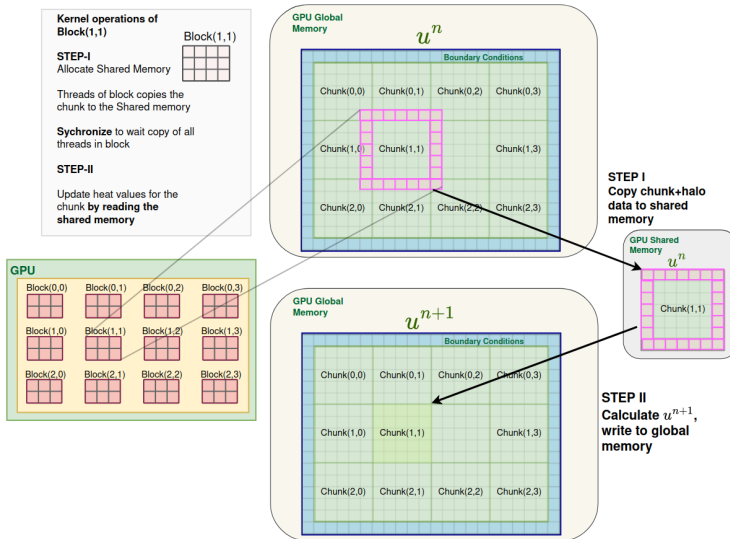 Kernel operations of
Block(1,1)
Block(1,1)
STEP-I
Allocate Shared Memory
Threads of block copies the
chunk to the Shared memory
Sychronize to wait copy of all
threads in block
STEP-II
Update heat values for the
chunk by reading the
shared memory
GPU
Block(0,0) Block(0,1) Block(0,2) Block(0,3)
Block(1,0) Block(1,1) Block(1,2) Block(1,3)
Block(2,0) Block(2,1) Block(2,2) Block(2,3)
GPU Global
Memory
u^n
Boundary Conditions
Chunk(0,0) Chunk(0,1) Chunk(0,2) Chunk(0,3)
Chunk(1,0) Chunk(1,1) Chunk(1,3)
Chunk(2,0) Chunk(2,1) Chunk(2,2) Chunk(2,3)
STEP I
Copy chunk+halo
data to shared
memory
GPU Shared
Memory
u^n
Chunk(1,1)
GPU Global
Memory
u^{n+1}
Boundary Conditions
Chunk(0,0) Chunk(0,1) Chunk(0,2) Chunk(0,3)
Chunk(1,0) Chunk(1,1) Chunk(1,3)
Chunk(2,0) Chunk(2,1) Chunk(2,2) Chunk(2,3)
STEP II
Calculate u^{n+1},
write to global
memory